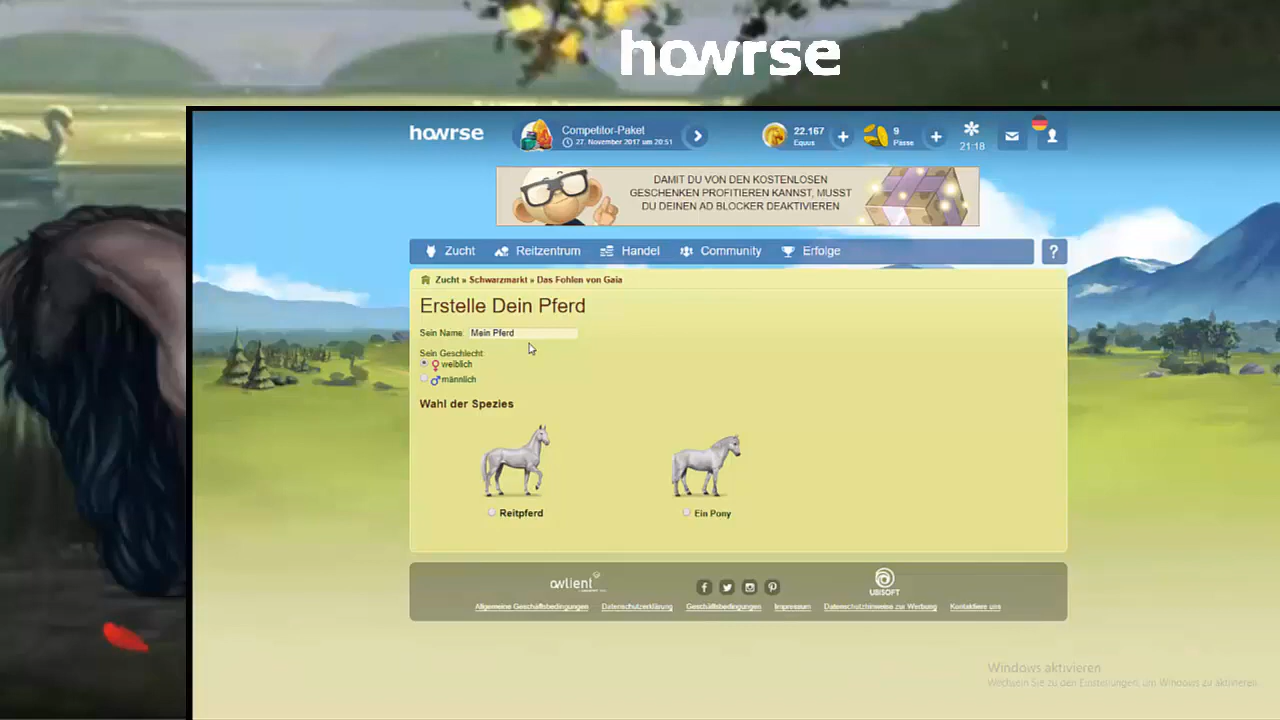 howrse
howrse
Competitor-Paket
27. November 2017 um 20:51
22.167
Equus
9
Pässe
21:18
DAMIT DU VON DEN KOSTENLOSEN
GESCHENKEN PROFITIEREN KANNST, MUSST
DU DEINEN AD BLOCKER DEAKTIVIEREN
Zucht
Reitzentrum
Handel
Community
Erfolge
?
Zucht » Schwarzmarkt » Das Fohlen von Gaia
Erstelle Dein Pferd
Sein Name: Mein Pferd
Sein Geschlecht:
weiblich
männlich
Wahl der Spezies
Reitpferd
Ein Pony
owlient
UBISOFT
Allgemeine Geschäftsbedingungen
Datenschutzerklärung
Geschäftsbedingungen
Impressum
Datenschutzhinweise zur Werbung
Kontaktiere uns
Windows aktivieren
Wechseln Sie zu den Einstellungen, um Windows zu aktivieren.